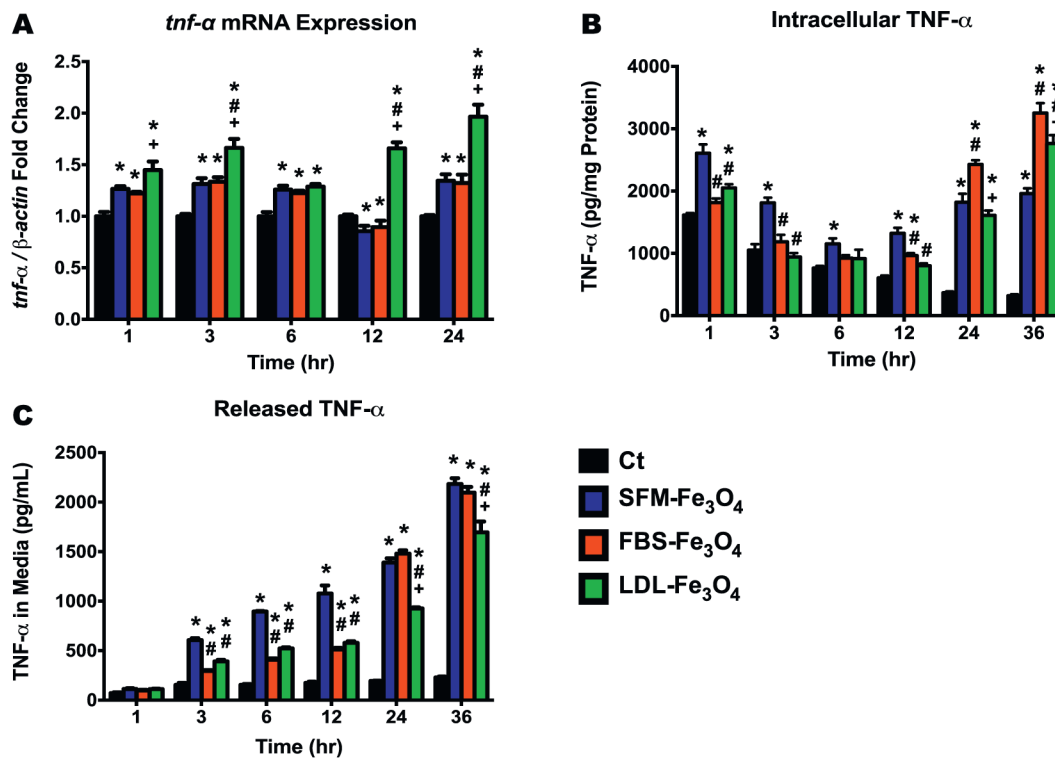 A
tnf-α mRNA Expression
tnf-α / β-actin Fold Change
2.5
2.0
1.5
1.0
0.5
0.0
* * * +
* * * # +
* * *
* * * # +
* * * # +
1 3 6 12 24
Time (hr)
B
Intracellular TNF-α
TNF-α (pg/mg Protein)
4000
3000
2000
1000
0
* # * #
* # #
*
* * # #
* * # * +
* * # * #
1 3 6 12 24 36
Time (hr)
C
Released TNF-α
TNF-α in Media (pg/mL)
2500
2000
1500
1000
500
0
* * # * #
* * # * #
* * # * #
* * * # +
* * * # +
1 3 6 12 24 36
Time (hr)
Ct
SFM-Fe₃O₄
FBS-Fe₃O₄
LDL-Fe₃O₄